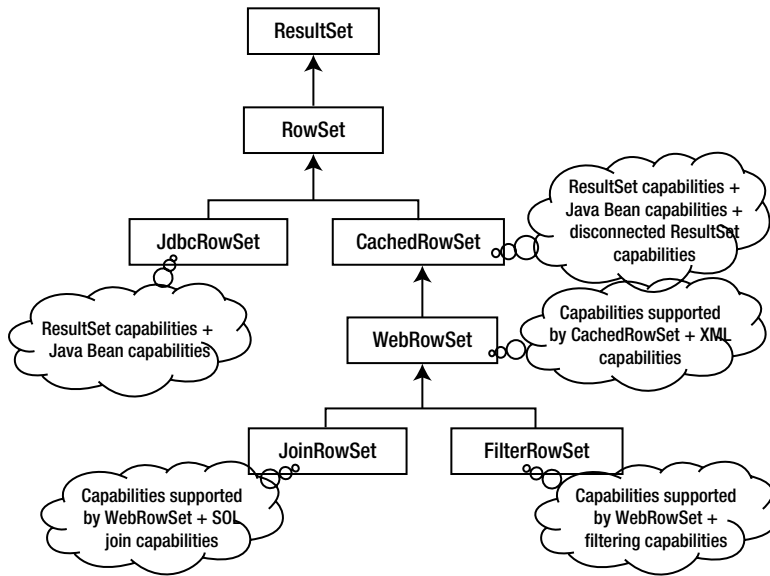 ResultSet
RowSet
JdbcRowSet
CachedRowSet
ResultSet capabilities +
Java Bean capabilities +
disconnected ResultSet
capabilities
ResultSet capabilities +
Java Bean capabilities
WebRowSet
Capabilities supported
by CachedRowSet + XML
capabilities
JoinRowSet
FilterRowSet
Capabilities supported
by WebRowSet + SOL
join capabilities
Capabilities supported
by WebRowSet +
filtering capabilities